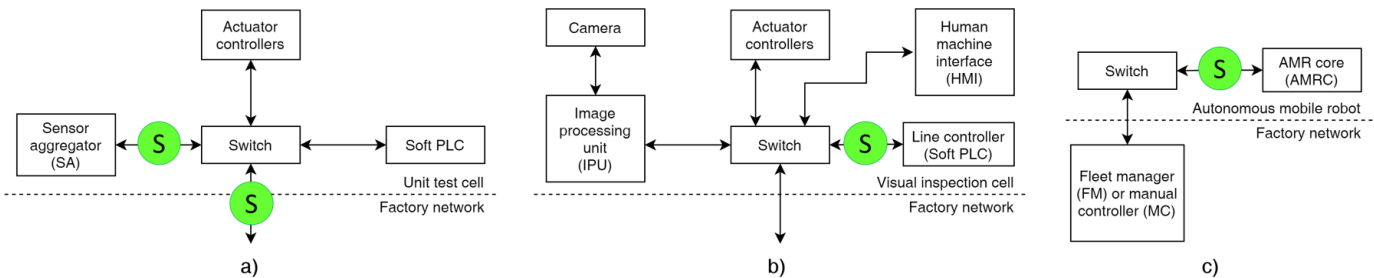 Actuator
controllers
Sensor
aggregator
(SA)
S
Switch
Soft PLC
Unit test cell
S
Factory network
a)
Camera
Actuator
controllers
Human
machine
interface
(HMI)
Image
processing
unit
(IPU)
Switch
S
Line controller
(Soft PLC)
Visual inspection cell
Factory network
b)
Switch
S
AMR core
(AMRC)
Autonomous mobile robot
Factory network
Fleet manager
(FM) or manual
controller (MC)
c)